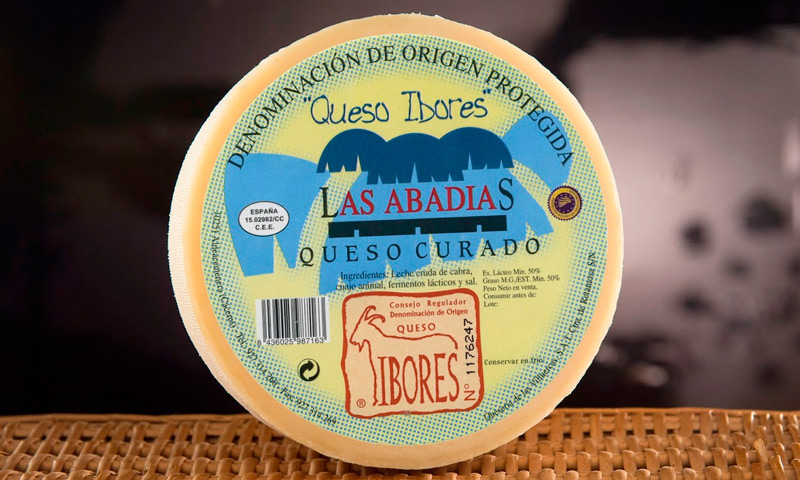 DENOMINACIÓN DE ORIGEN PROTEGIDA
"Queso Ibores"
LAS ABADIAS
QUESO CURADO
ESPAÑA
15.02982/CC
C.E.E.
Ingredientes: Leche cruda de cabra,
cuajo animal, fermentos lácticos y sal.
Ex. Lácteo Min. 50%
Graso M.G./EST. Min. 50%
Peso Neto en venta.
Consumir antes de:
Lote:
8 436025 987163
Consejo Regulador
Denominación de Origen
QUESO
IBORES
®
Nº 1176247
Conservar en frío